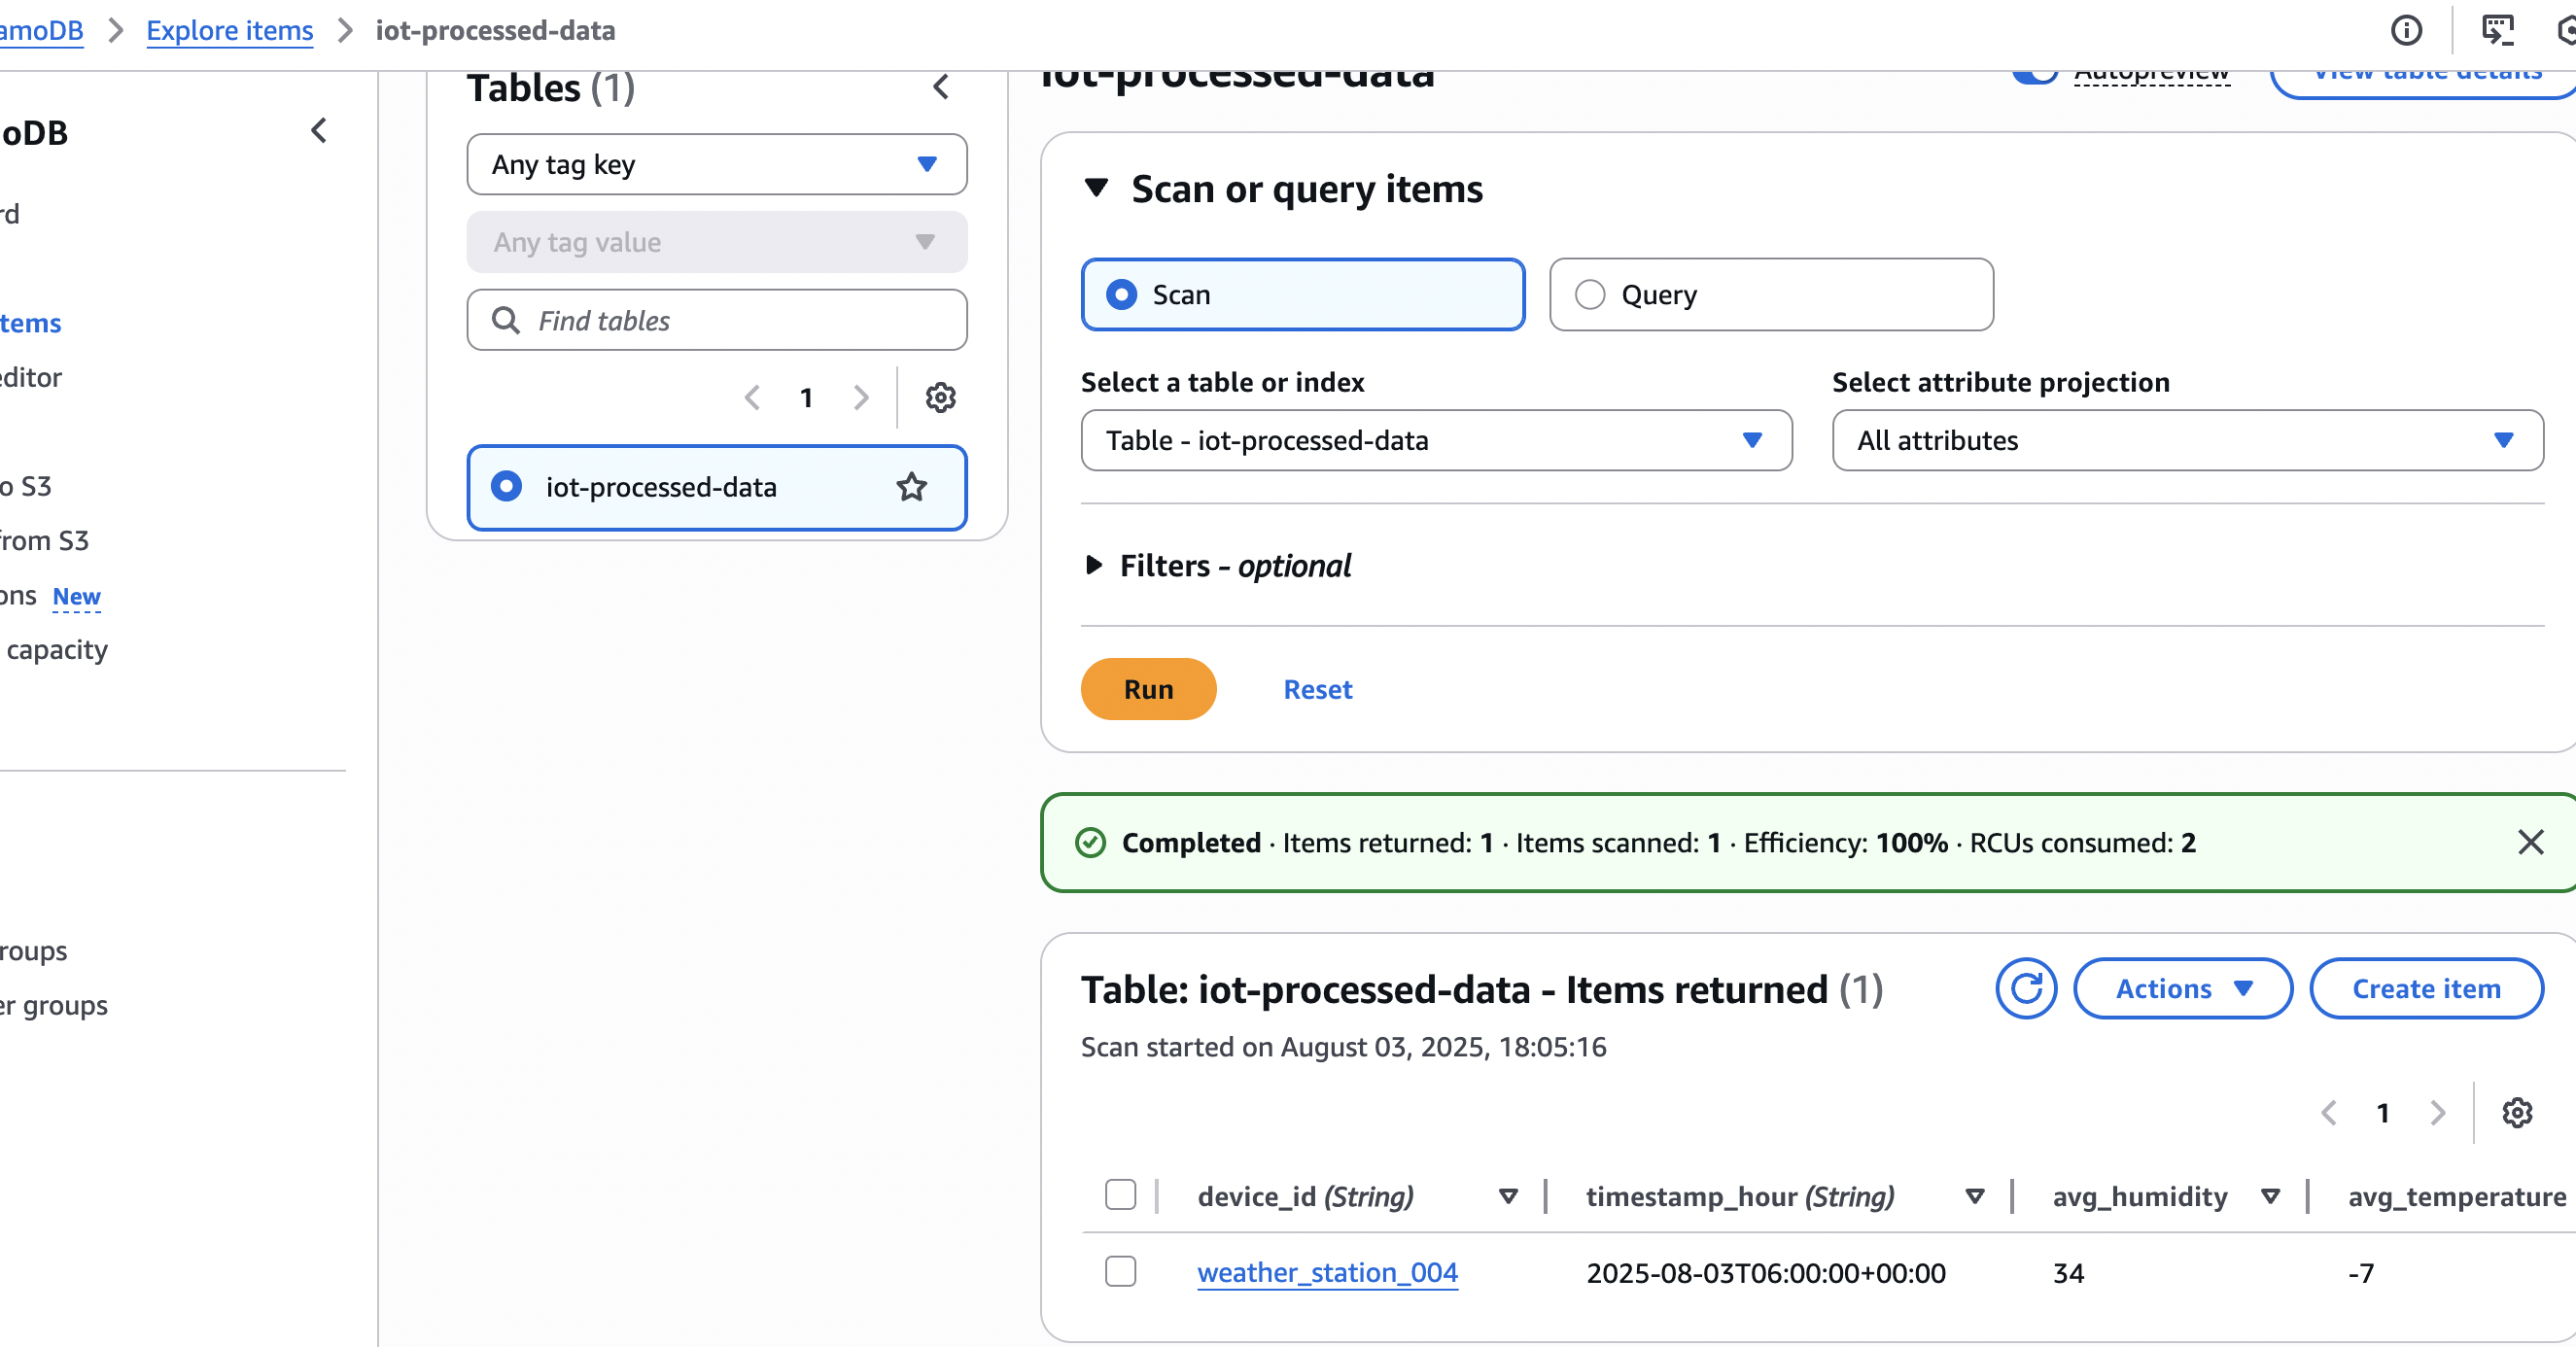 amoDB > Explore items > iot-processed-data
oDB
rd
tems
editor
o S3
from S3
ons New
capacity
roups
er groups
Tables (1)
Any tag key
Any tag value
Find tables
1
iot-processed-data
iot-processed-data
Autopreview
View table details
Scan or query items
Scan
Query
Select a table or index
Select attribute projection
Table - iot-processed-data
All attributes
Filters - optional
Run
Reset
Completed · Items returned: 1 · Items scanned: 1 · Efficiency: 100% · RCUs consumed: 2
Table: iot-processed-data - Items returned (1)
Actions
Create item
Scan started on August 03, 2025, 18:05:16
1
device_id (String) timestamp_hour (String) avg_humidity avg_temperature
weather_station_004 2025-08-03T06:00:00+00:00 34 -7